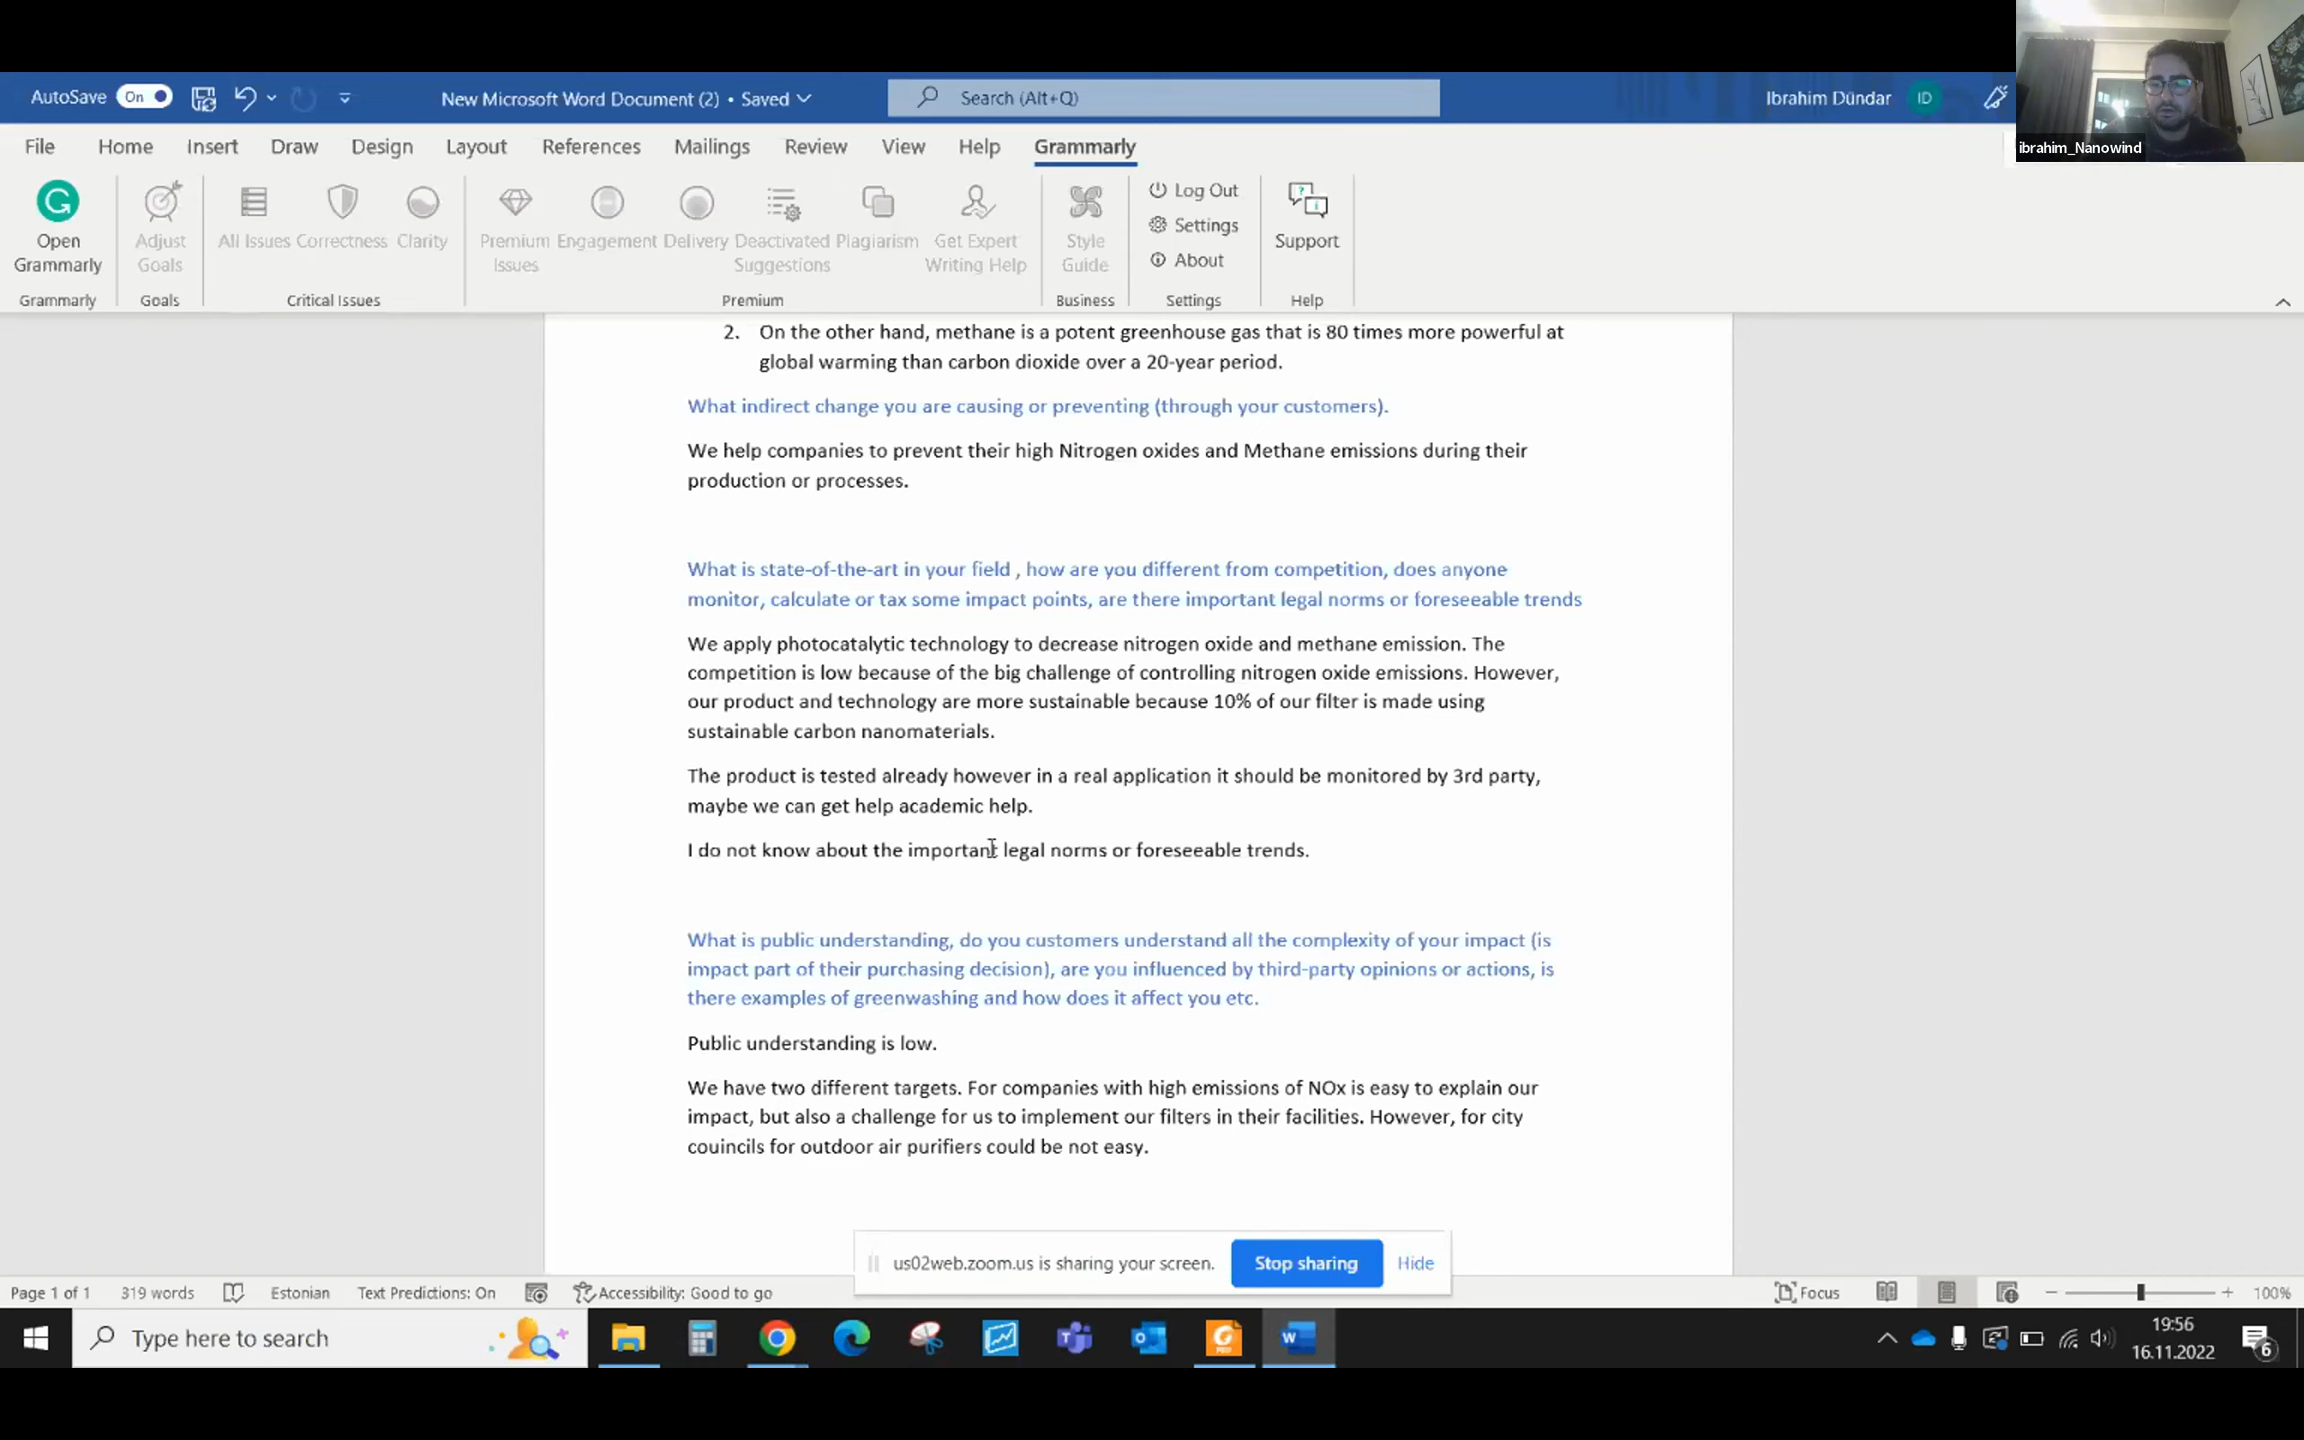 AutoSave On New Microsoft Word Document (2) • Saved Search (Alt+Q) Ibrahim Dündar ID
ibrahim_Nanowind
File Home Insert Draw Design Layout References Mailings Review View Help Grammarly
Open Grammarly
Adjust Goals
All Issues
Correctness
Clarity
Premium Issues
Engagement
Delivery
Deactivated Suggestions
Plagiarism
Get Expert Writing Help
Style Guide
Log Out
Settings
About
Support
Grammarly Goals Critical Issues Premium Business Settings Help
2. On the other hand, methane is a potent greenhouse gas that is 80 times more powerful at
global warming than carbon dioxide over a 20-year period.
What indirect change you are causing or preventing (through your customers).
We help companies to prevent their high Nitrogen oxides and Methane emissions during their
production or processes.
What is state-of-the-art in your field , how are you different from competition, does anyone
monitor, calculate or tax some impact points, are there important legal norms or foreseeable trends
We apply photocatalytic technology to decrease nitrogen oxide and methane emission. The
competition is low because of the big challenge of controlling nitrogen oxide emissions. However,
our product and technology are more sustainable because 10% of our filter is made using
sustainable carbon nanomaterials.
The product is tested already however in a real application it should be monitored by 3rd party,
maybe we can get help academic help.
I do not know about the important legal norms or foreseeable trends.
What is public understanding, do you customers understand all the complexity of your impact (is
impact part of their purchasing decision), are you influenced by third-party opinions or actions, is
there examples of greenwashing and how does it affect you etc.
Public understanding is low.
We have two different targets. For companies with high emissions of NOx is easy to explain our
impact, but also a challenge for us to implement our filters in their facilities. However, for city
couincils for outdoor air purifiers could be not easy.
us02web.zoom.us is sharing your screen. Stop sharing Hide
Page 1 of 1 319 words Estonian Text Predictions: On Accessibility: Good to go Focus 100%
Type here to search
19:56
16.11.2022
6